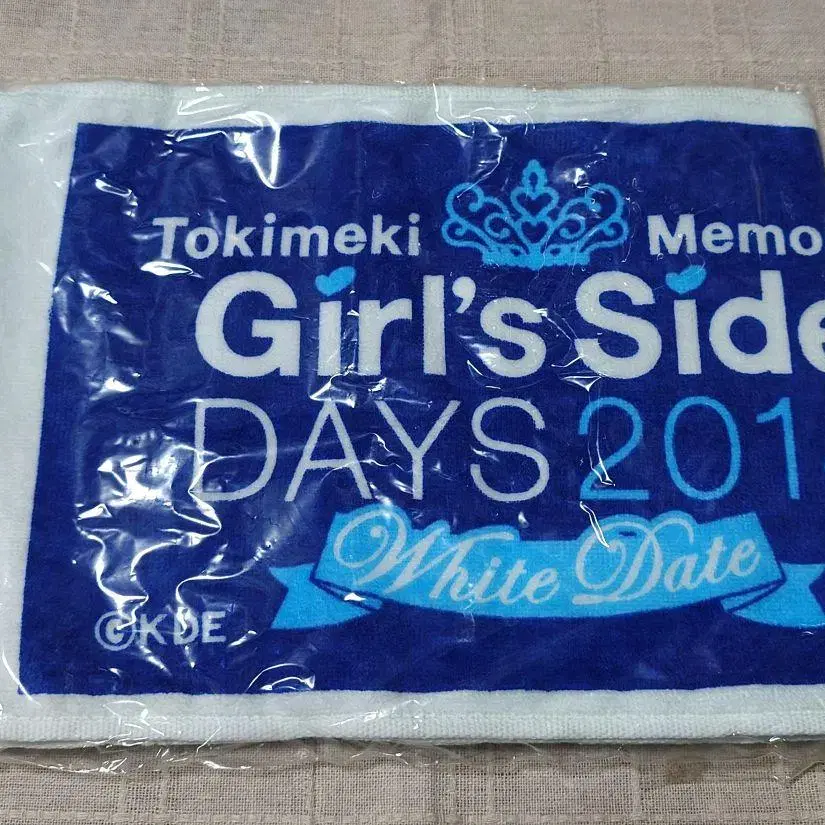 Tokimeki Memo
Girl's Side
DAYS 201
White Date
©KDE